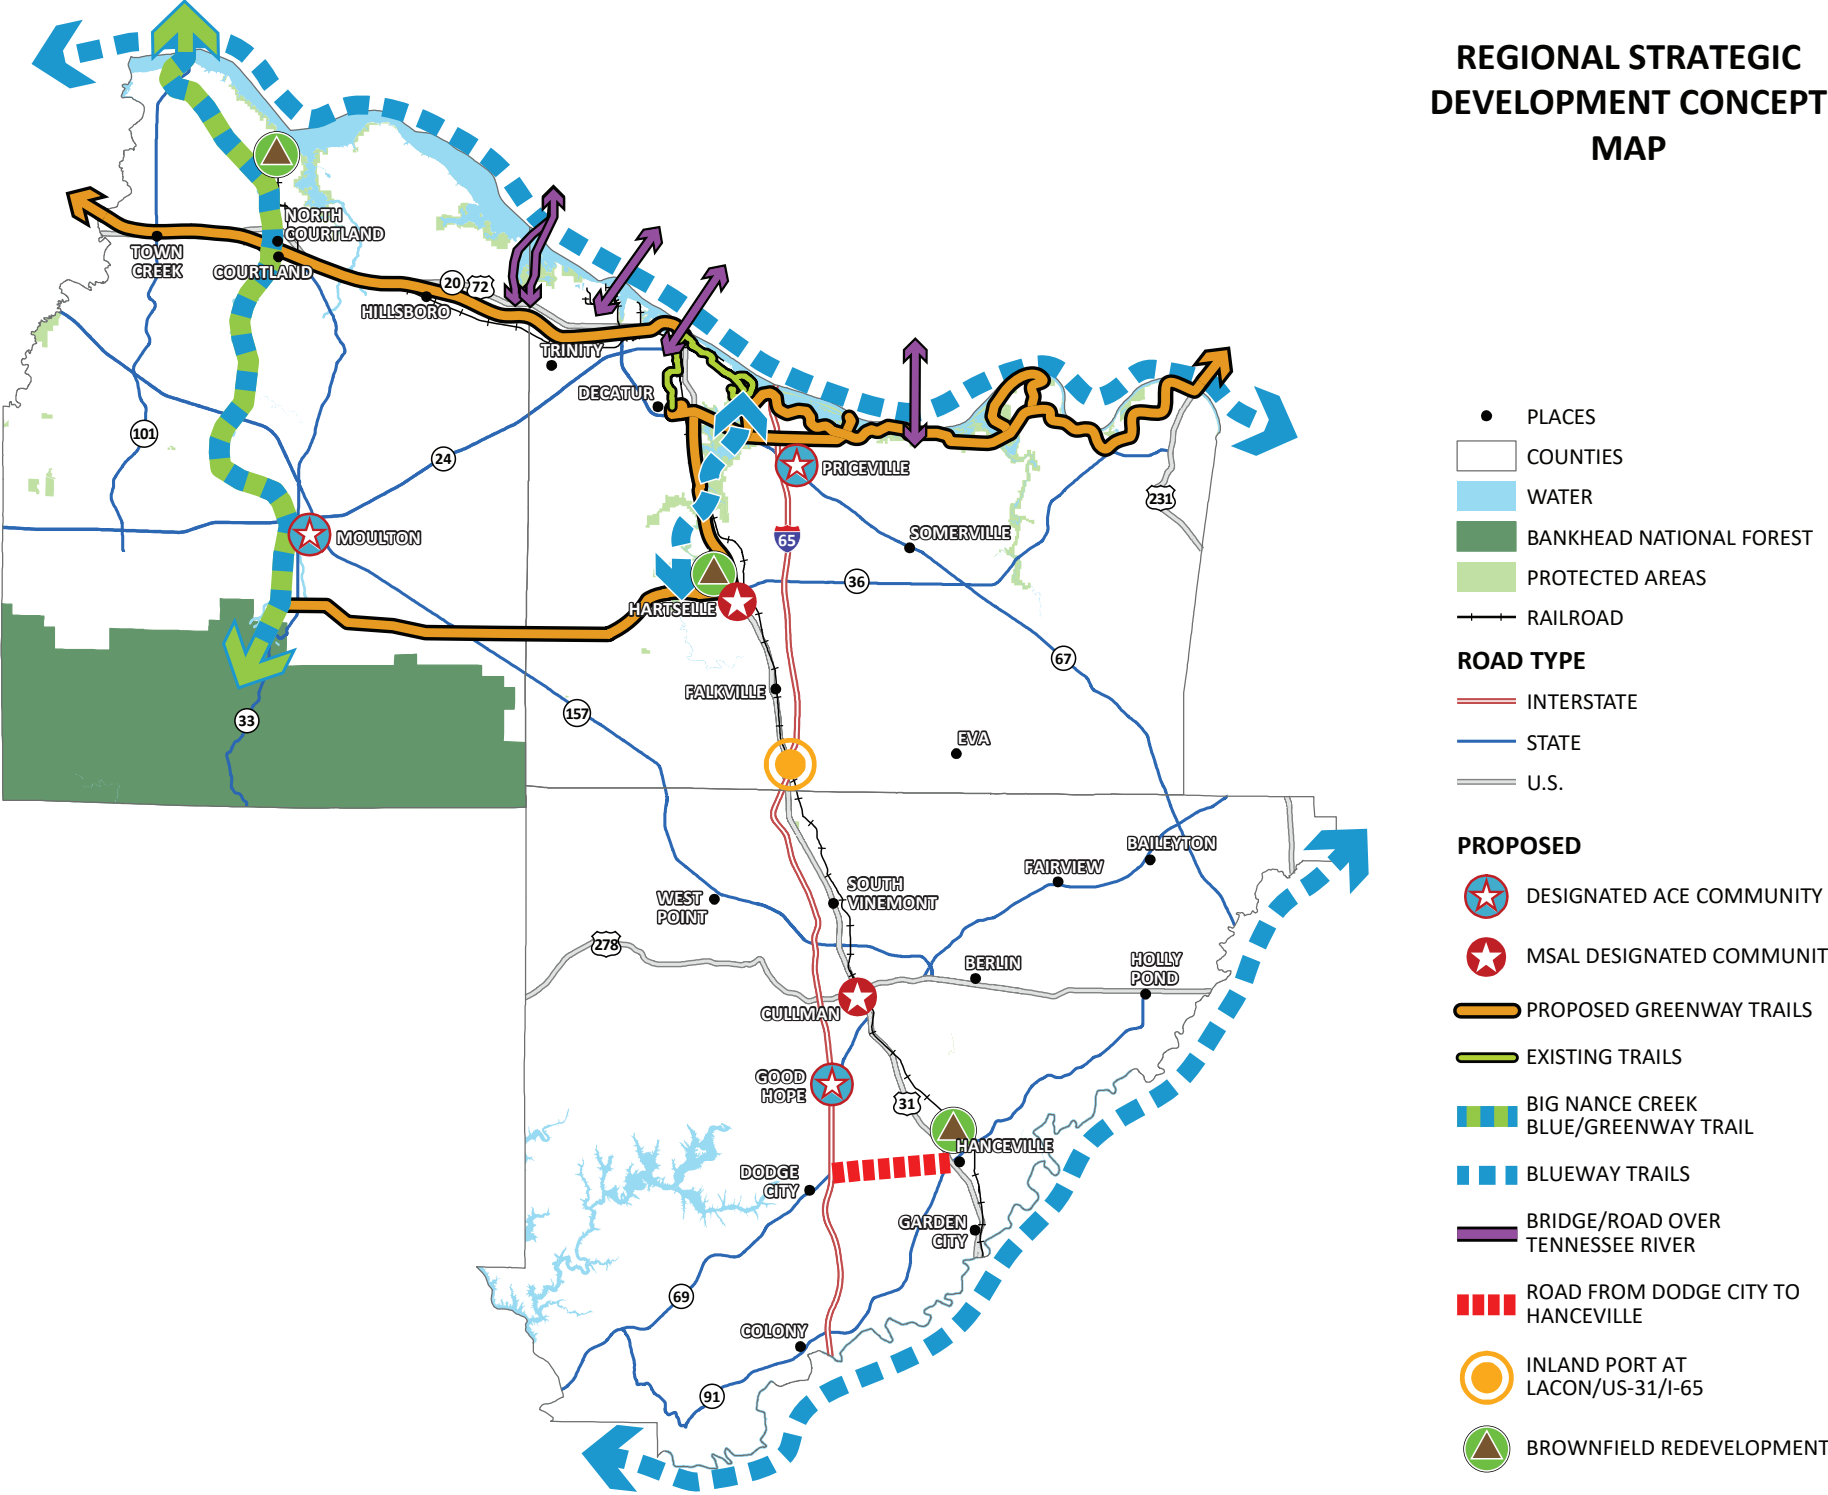 REGIONAL STRATEGIC
DEVELOPMENT CONCEPT
MAP
NORTH
COURTLAND
TOWN
CREEK
COURTLAND
20
72
HILLSBORO
TRINITY
DECATUR
101
24
PRICEVILLE
231
MOULTON
65
SOMERVILLE
36
HARTSELLE
67
FALKVILLE
33
157
EVA
BAILEYTON
FAIRVIEW
SOUTH
VINEMONT
WEST
POINT
278
BERLIN
HOLLY
POND
CULLMAN
GOOD
HOPE
31
HANCEVILLE
DODGE
CITY
GARDEN
CITY
69
COLONY
91
PLACES
COUNTIES
WATER
BANKHEAD NATIONAL FOREST
PROTECTED AREAS
RAILROAD
ROAD TYPE
INTERSTATE
STATE
U.S.
PROPOSED
DESIGNATED ACE COMMUNITY
MSAL DESIGNATED COMMUNIT
PROPOSED GREENWAY TRAILS
EXISTING TRAILS
BIG NANCE CREEK
BLUE/GREENWAY TRAIL
BLUEWAY TRAILS
BRIDGE/ROAD OVER
TENNESSEE RIVER
ROAD FROM DODGE CITY TO
HANCEVILLE
INLAND PORT AT
LACON/US-31/I-65
BROWNFIELD REDEVELOPMENT